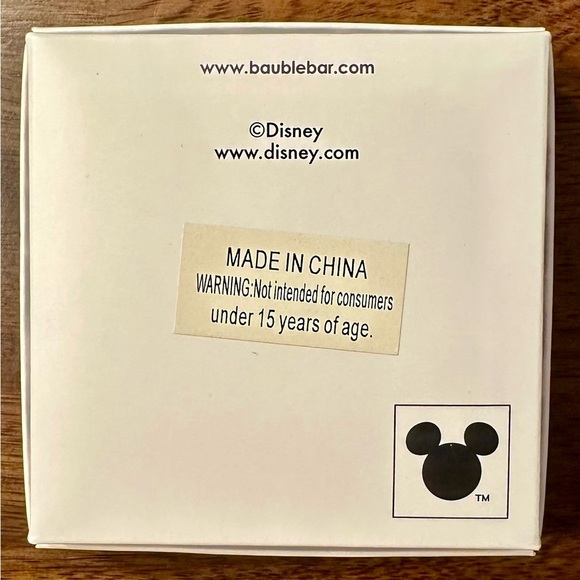 www.baublebar.com
©Disney
www.disney.com
MADE IN CHINA
WARNING:Not intended for consumers
under 15 years of age.
TM